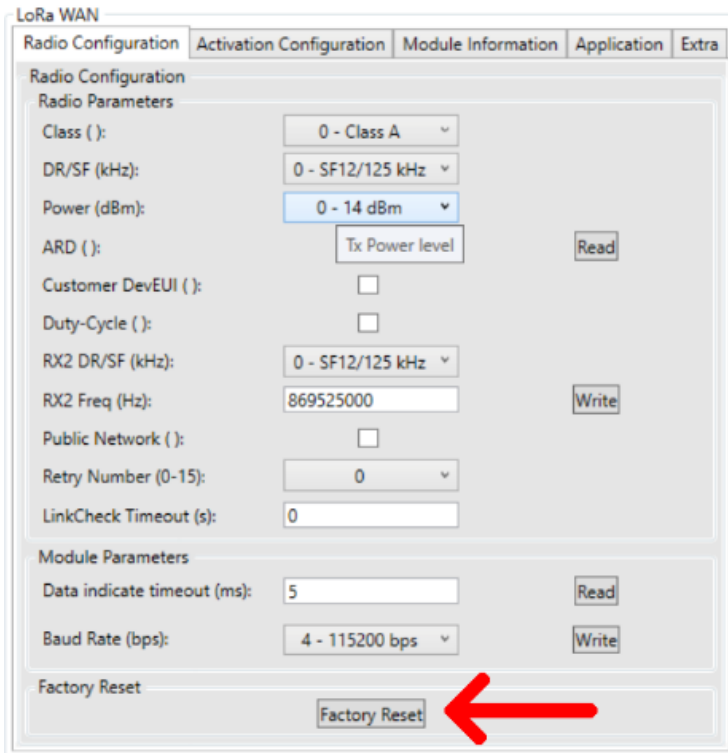 LoRa WAN
Radio Configuration Activation Configuration Module Information Application Extra
Radio Configuration
Radio Parameters
Class ( ): 0 - Class A
DR/SF (kHz): 0 - SF12/125 kHz
Power (dBm): 0 - 14 dBm
ARD ( ): Tx Power level Read
Customer DevEUI ( ):
Duty-Cycle ( ):
RX2 DR/SF (kHz): 0 - SF12/125 kHz
RX2 Freq (Hz): 869525000 Write
Public Network ( ):
Retry Number (0-15): 0
LinkCheck Timeout (s): 0
Module Parameters
Data indicate timeout (ms): 5 Read
Baud Rate (bps): 4 - 115200 bps Write
Factory Reset
Factory Reset